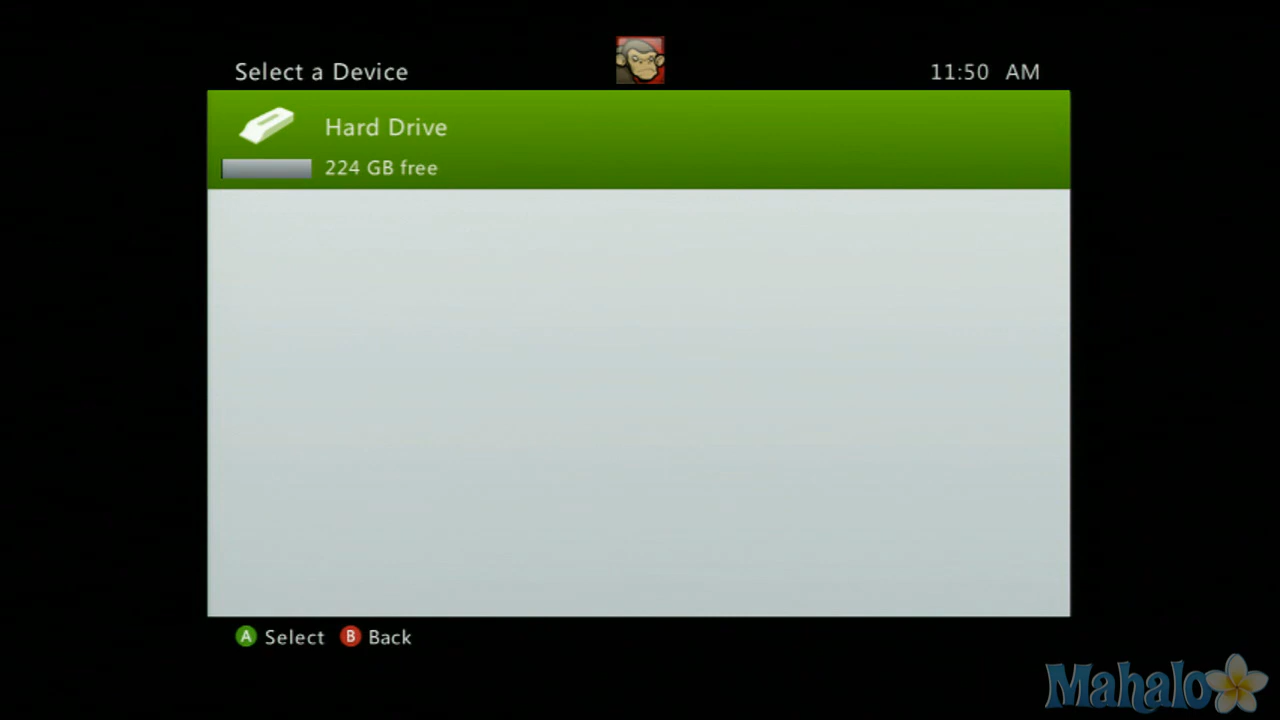 Select a Device
11:50 AM
Hard Drive
224 GB free
A Select B Back
Mahalo